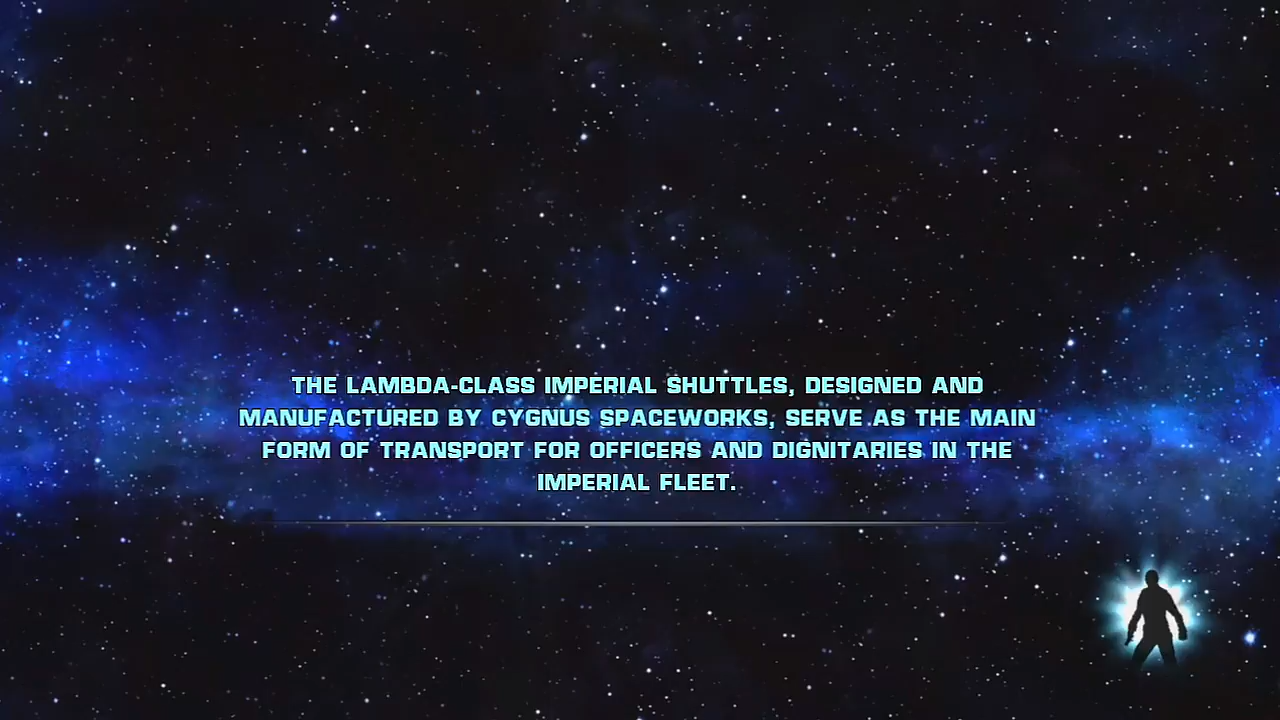 THE LAMBDA-CLASS IMPERIAL SHUTTLES, DESIGNED AND
MANUFACTURED BY CYGNUS SPACEWORKS, SERVE AS THE MAIN
FORM OF TRANSPORT FOR OFFICERS AND DIGNITARIES IN THE
IMPERIAL FLEET.